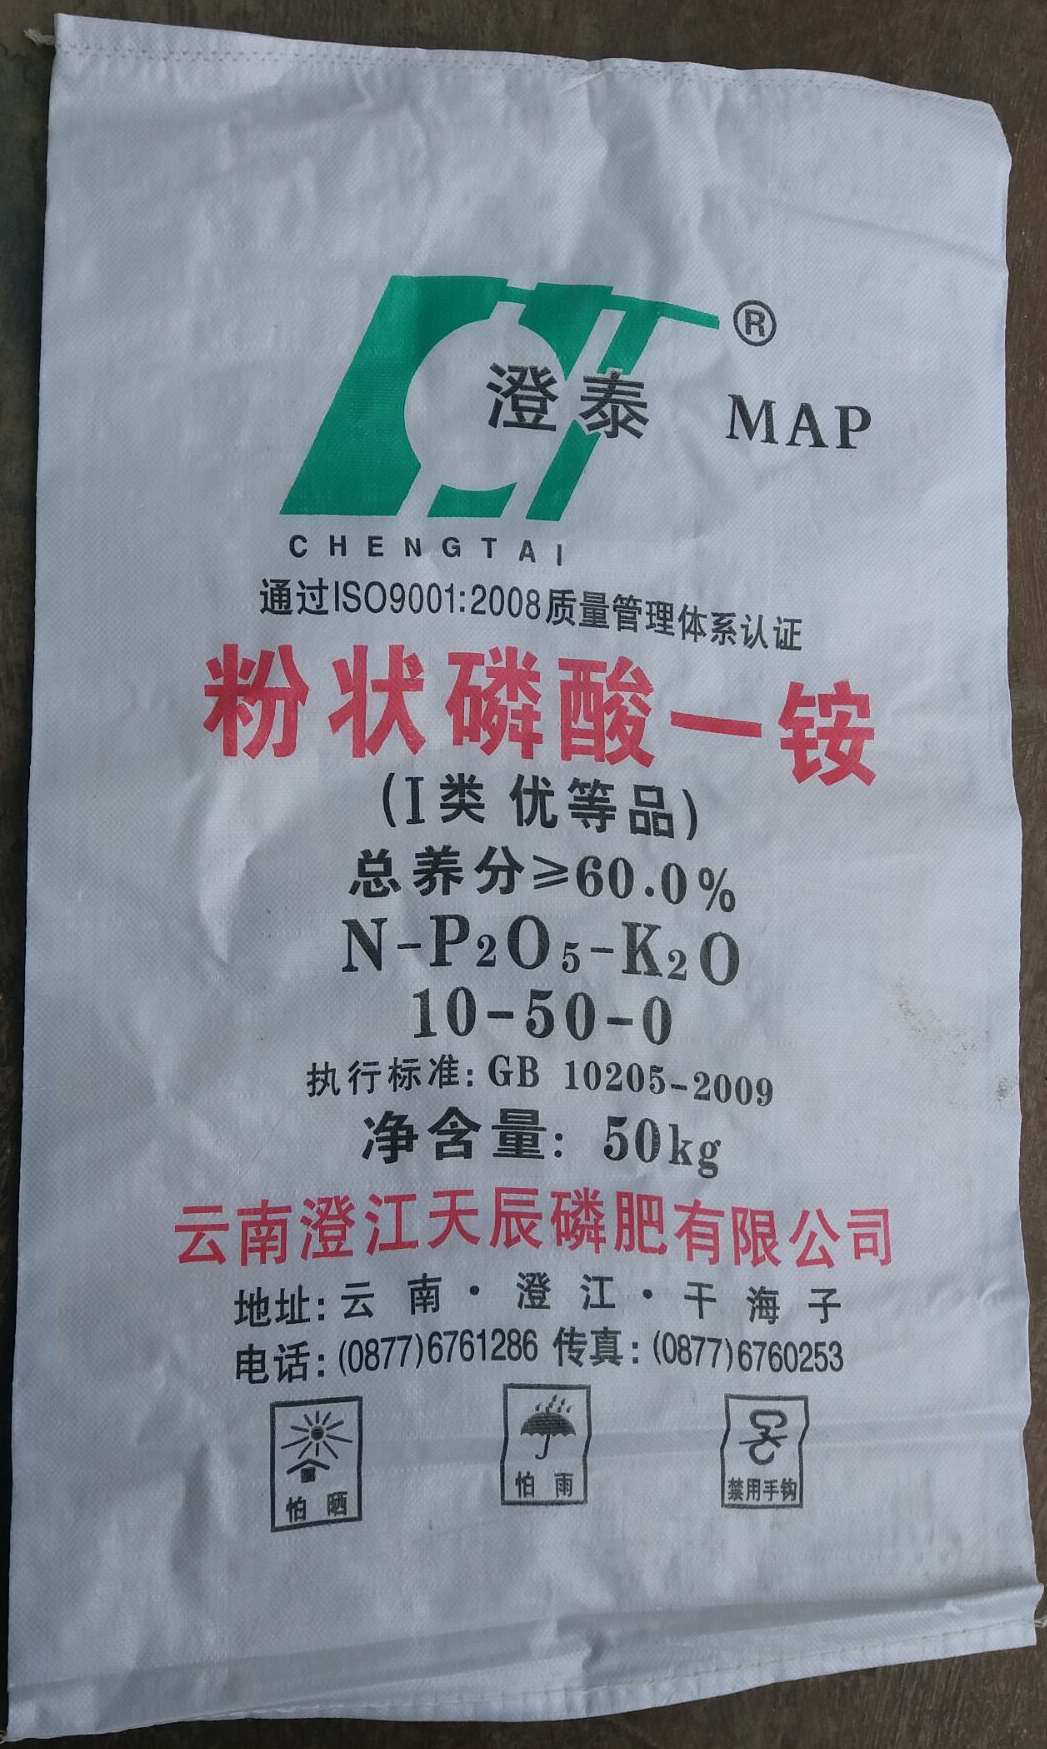 ®
澄泰 MAP
CHENGTAI
通过ISO9001:2008质量管理体系认证
粉状磷酸一铵
(I类 优等品)
总养分≥60.0%
N-P₂O₅-K₂O
10-50-0
执行标准: GB 10205-2009
净含量: 50kg
云南澄江天辰磷肥有限公司
地址: 云南·澄江·干海子
电话: (0877)6761286 传真: (0877)6760253
怕晒 怕雨 禁用手钩